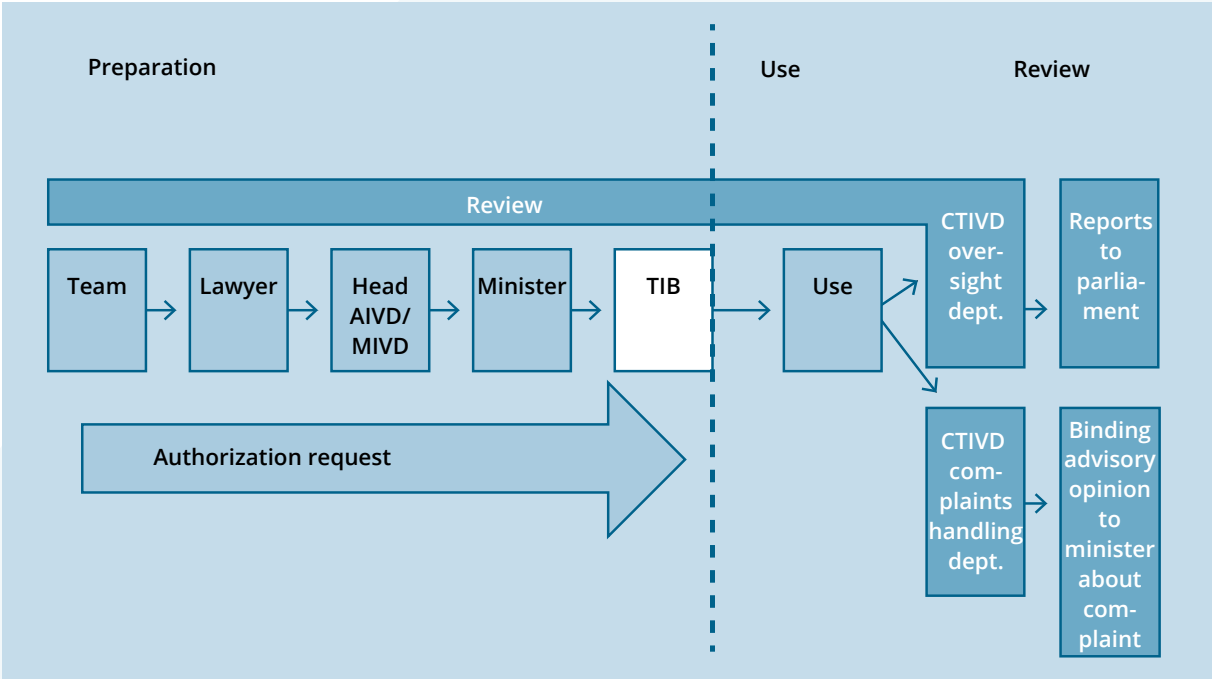 Preparation
Use
Review
Review
Team
Lawyer
Head
AIVD/
MIVD
Minister
TIB
Use
CTIVD
over-
sight
dept.
Reports
to
parlia-
ment
Authorization request
CTIVD
com-
plaints
handling
dept.
Binding
advisory
opinion
to
minister
about
com-
plaint